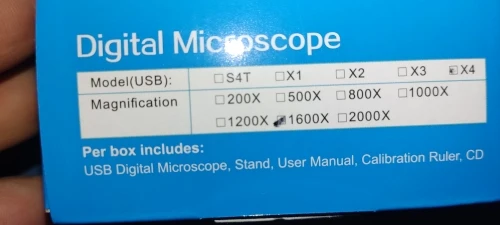 Digital Microscope
Model(USB): □S4T □X1 □X2 □X3 ▣X4
Magnification □200X □500X □800X □1000X
□1200X ■1600X □2000X
Per box includes:
USB Digital Microscope, Stand, User Manual, Calibration Ruler, CD